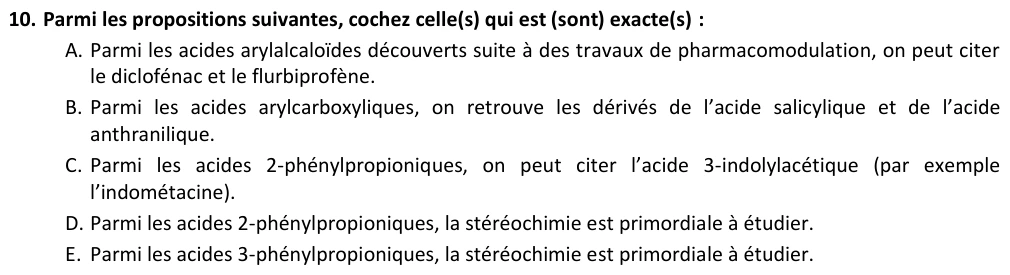 10. Parmi les propositions suivantes, cochez celle(s) qui est (sont) exacte(s) :
A. Parmi les acides arylalcaloïdes découverts suite à des travaux de pharmacomodulation, on peut citer
le diclofénac et le flurbiprofène.
B. Parmi les acides arylcarboxyliques, on retrouve les dérivés de l’acide salicylique et de l’acide
anthranilique.
C. Parmi les acides 2-phénylpropioniques, on peut citer l’acide 3-indolylacétique (par exemple
l’indométacine).
D. Parmi les acides 2-phénylpropioniques, la stéréochimie est primordiale à étudier.
E. Parmi les acides 3-phénylpropioniques, la stéréochimie est primordiale à étudier.